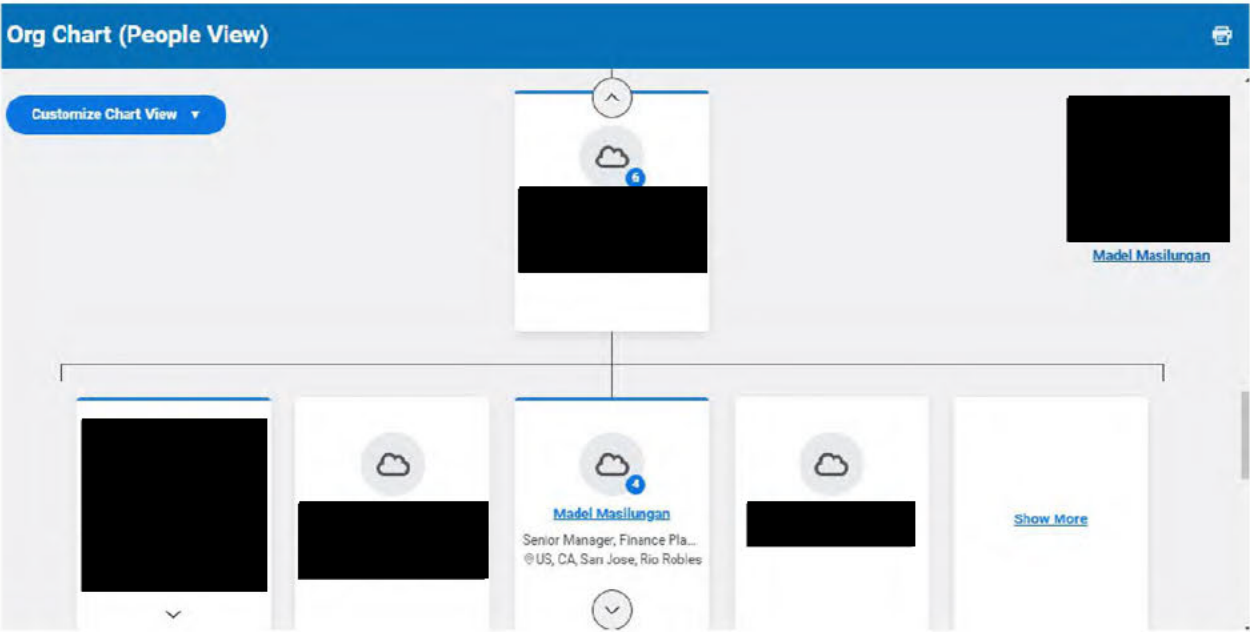 Org Chart (People View)
Customize Chart View
6
Madel Masilungan
4
Madel Masilungan
Senior Manager, Finance Pla...
US, CA, San Jose, Rio Robles
Show More